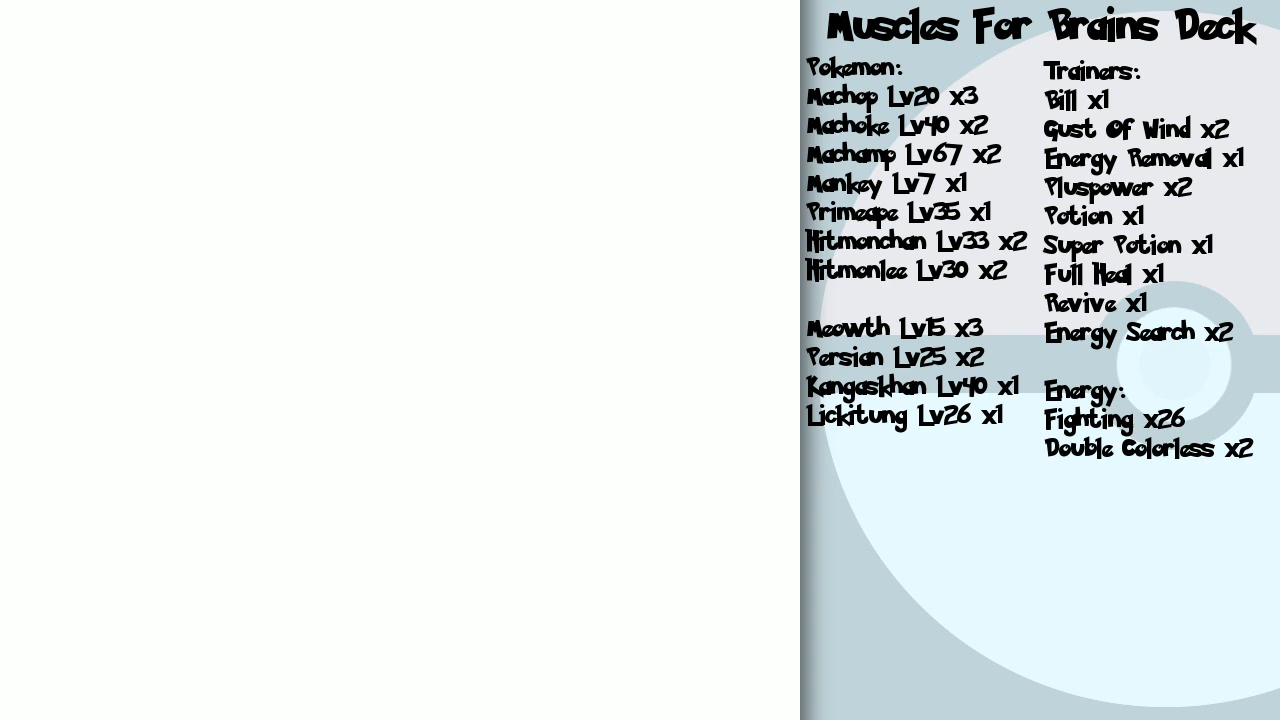 Muscles For Brains Deck
Pokemon:
Machop Lv20 x3
Machoke Lv40 x2
Machamp Lv67 x2
Mankey Lv7 x1
Primeape Lv35 x1
Hitmonchan Lv33 x2
Hitmonlee Lv30 x2
Meowth Lv15 x3
Persian Lv25 x2
Kangaskhan Lv40 x1
Lickitung Lv26 x1
Trainers:
Bill x1
Gust Of Wind x2
Energy Removal x1
Pluspower x2
Potion x1
Super Potion x1
Full Heal x1
Revive x1
Energy Search x2
Energy:
Fighting x26
Double Colorless x2